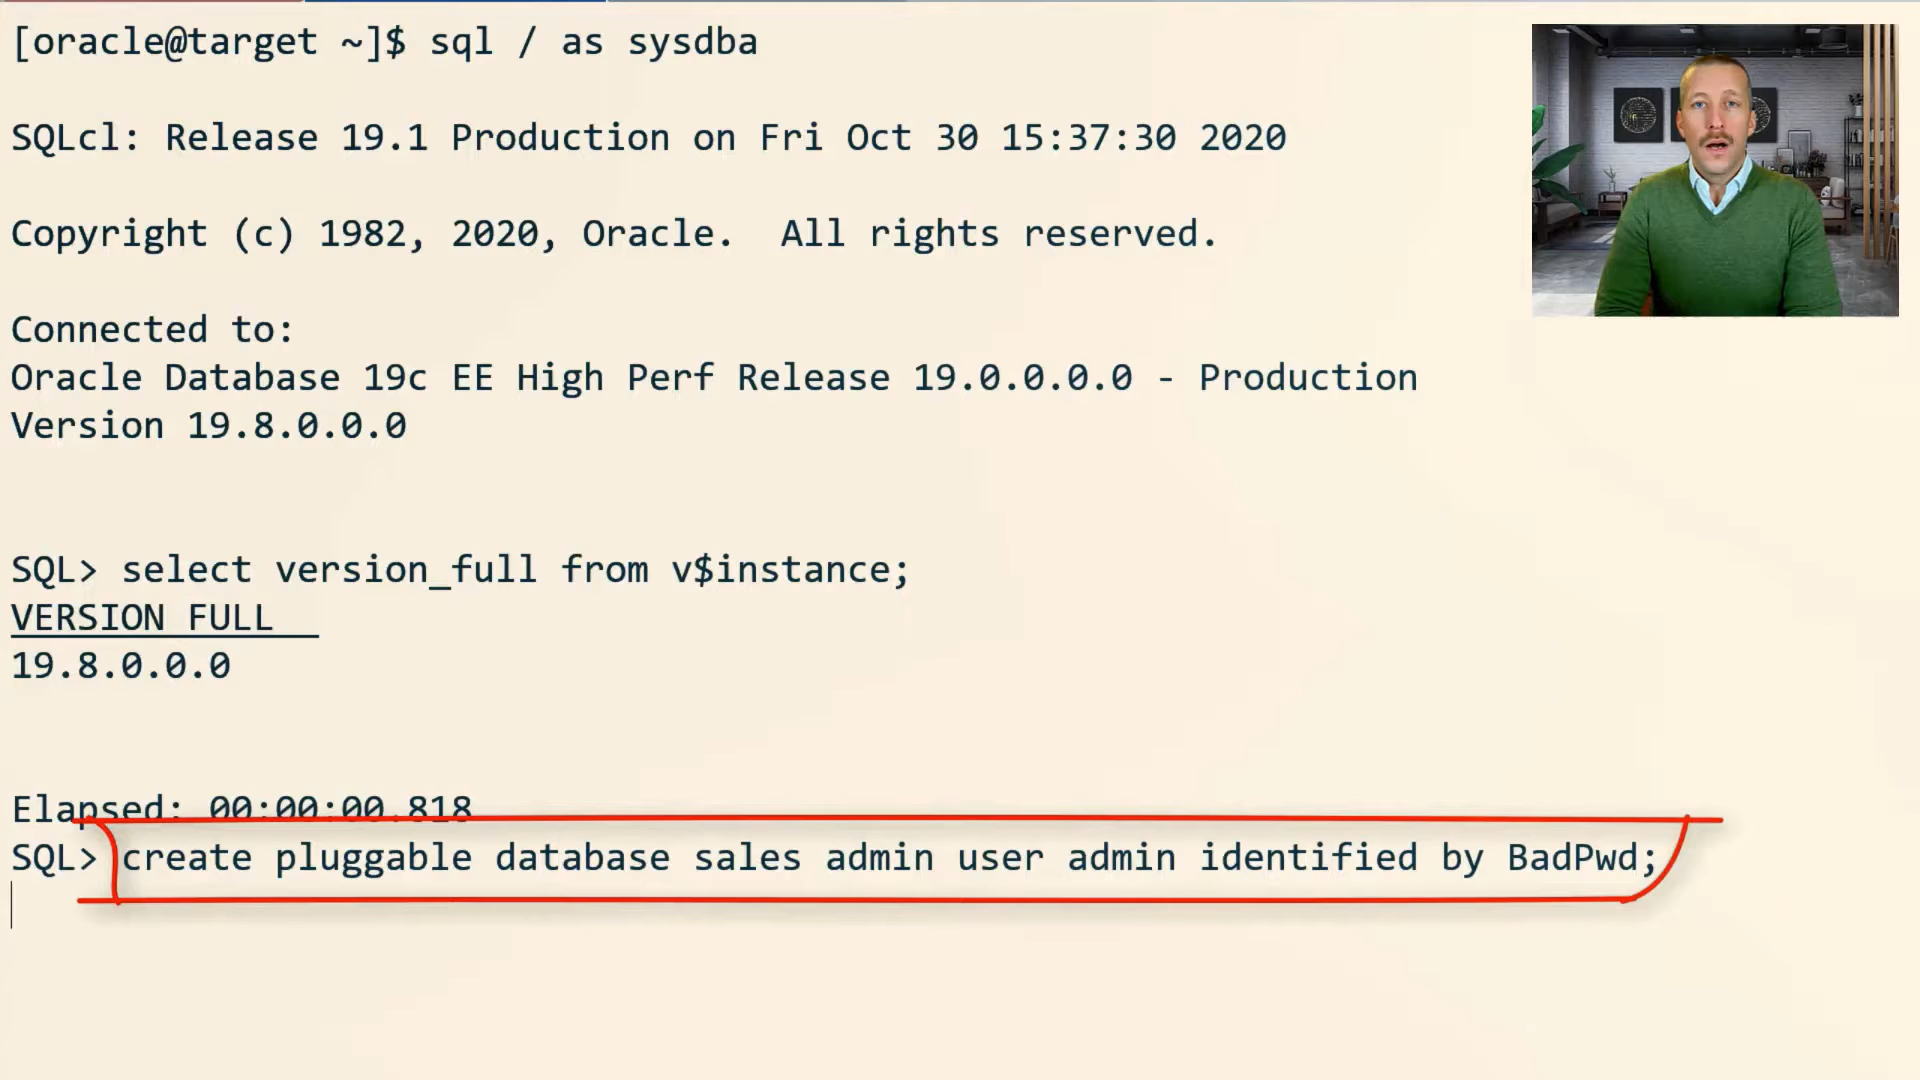 [oracle@target ~]$ sql / as sysdba
SQLcl: Release 19.1 Production on Fri Oct 30 15:37:30 2020
Copyright (c) 1982, 2020, Oracle.  All rights reserved.
Connected to:
Oracle Database 19c EE High Perf Release 19.0.0.0.0 - Production
Version 19.8.0.0.0
SQL> select version_full from v$instance;
VERSION_FULL
19.8.0.0.0
Elapsed: 00:00:00.818
SQL> create pluggable database sales admin user admin identified by BadPwd;